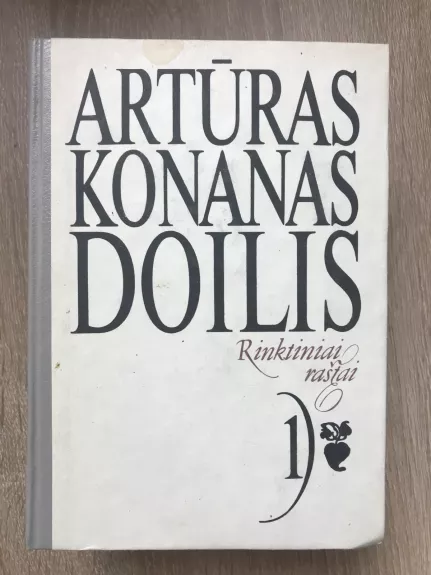 ARTŪRAS
KONANAS
DOILIS
Rinktiniai
raštai
1)